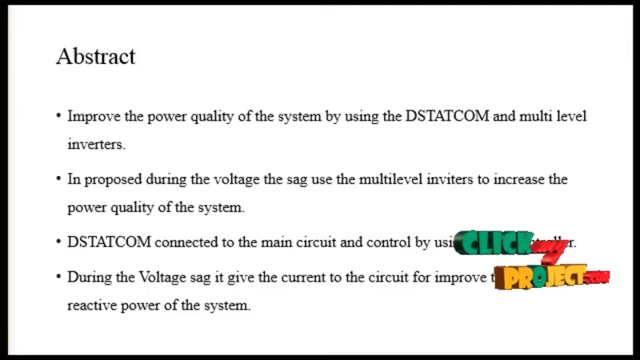 Abstract
• Improve the power quality of the system by using the DSTATCOM and multi level
inverters.
• In proposed during the voltage the sag use the multilevel inviters to increase the
power quality of the system.
• DSTATCOM connected to the main circuit and control by
• During the Voltage sag it give the current to the circuit for improve
reactive power of the system.
CLICK
PROJECT